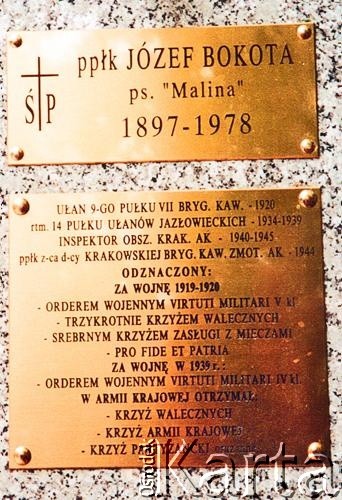 ppłk JÓZEF BOKOTA
Ś P
ps. "Malina"
1897-1978
UŁAN 9-GO PUŁKU VII BRYG. KAW. - 1920
rtm. 14 PUŁKU UŁANÓW JAZŁOWIECKICH - 1934-1939
INSPEKTOR OBSZ. KRAK. AK - 1940-1945
ppłk z-ca d-cy KRAKOWSKIEJ BRYG. KAW. ZMOT. AK - 1944
ODZNACZONY:
ZA WOJNĘ 1919-1920
- ORDEREM WOJENNYM VIRTUTI MILITARI V kl
- TRZYKROTNIE KRZYŻEM WALECZNYCH
- SREBRNYM KRZYŻEM ZASŁUGI Z MIECZAMI
- PRO FIDE ET PATRIA
ZA WOJNĘ W 1939 r.:
- ORDEREM WOJENNYM VIRTUTI MILITARI IV kl.
W ARMII KRAJOWEJ OTRZYMAŁ:
- KRZYŻ WALECZNYCH
- KRZYŻ ARMII KRAJOWEJ
- KRZYŻ PARTYZANCKI oraz inne
Ośrodek
Karta